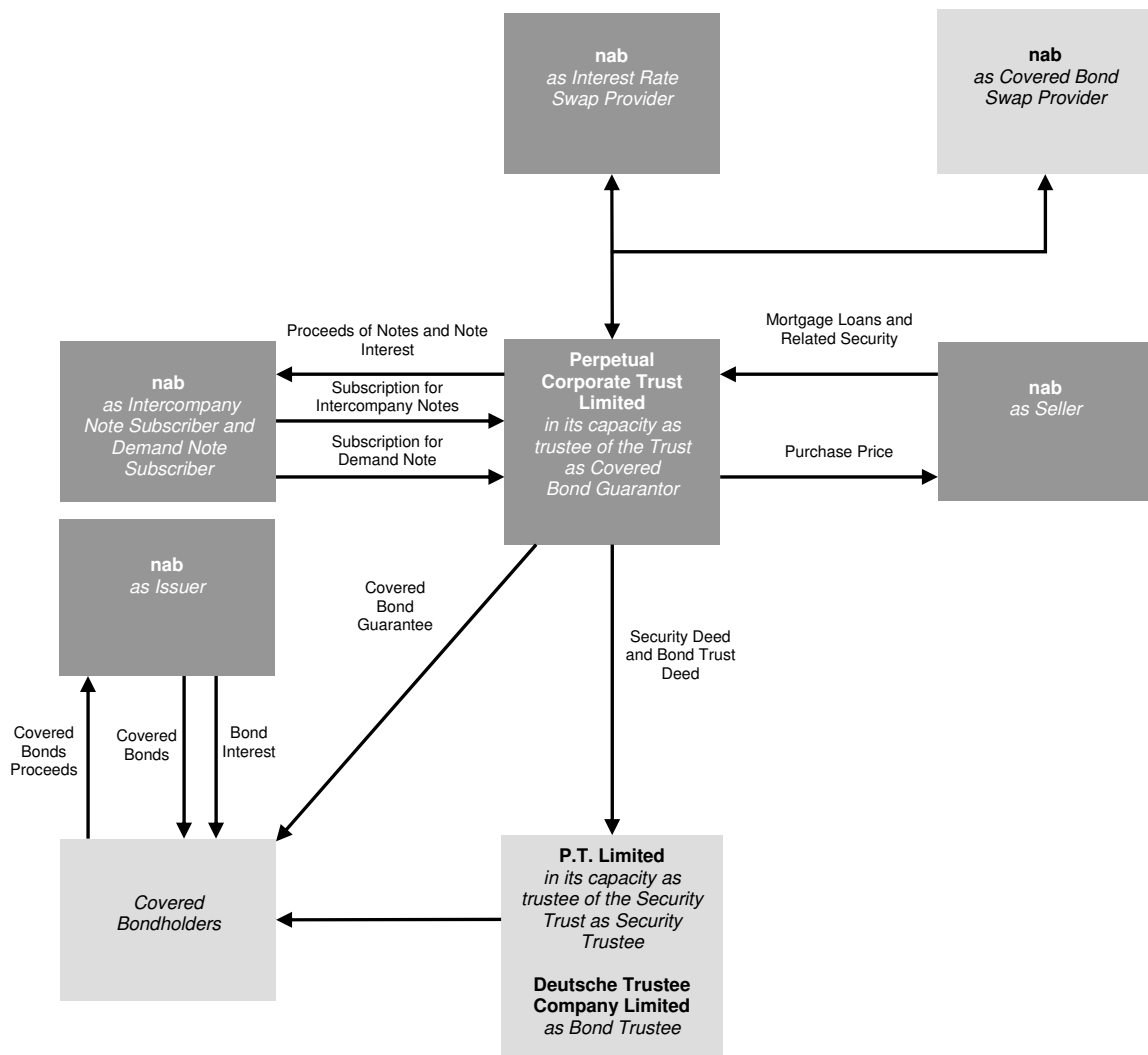 nab
as Interest Rate
Swap Provider
nab
as Covered Bond
Swap Provider
Proceeds of Notes and Note
Interest
Mortgage Loans and
Related Security
nab
as Intercompany
Note Subscriber and
Demand Note
Subscriber
Subscription for
Intercompany Notes
Subscription for
Demand Note
Perpetual
Corporate Trust
Limited
in its capacity as
trustee of the Trust
as Covered
Bond Guarantor
nab
as Seller
Purchase Price
nab
as Issuer
Covered
Bond
Guarantee
Security Deed
and Bond Trust
Deed
Covered
Bonds
Proceeds
Covered
Bonds
Bond
Interest
Covered
Bondholders
P.T. Limited
in its capacity as
trustee of the Security
Trust as Security
Trustee
Deutsche Trustee
Company Limited
as Bond Trustee